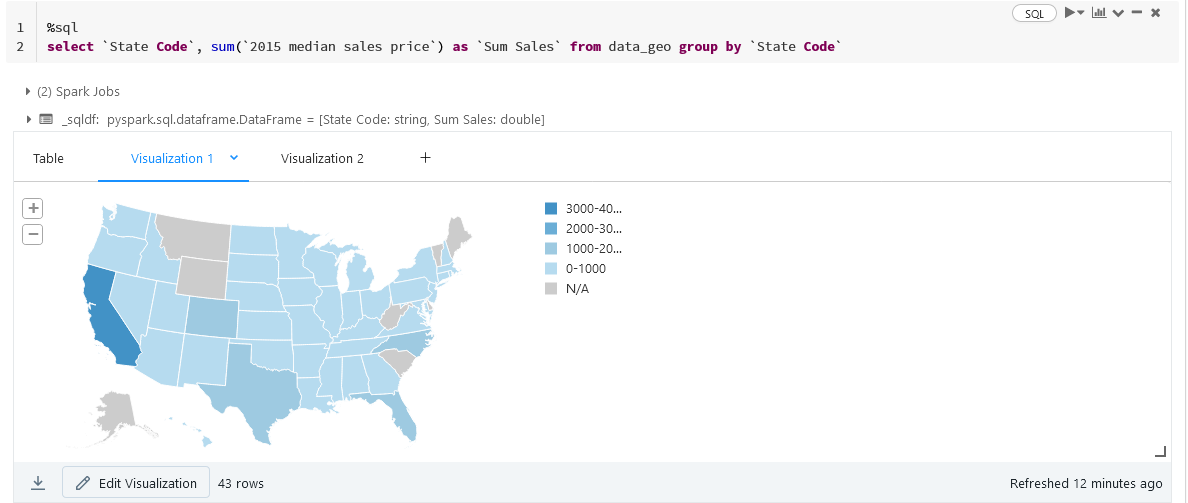 SQL
1 %sql
2 select `State Code`, sum(`2015 median sales price`) as `Sum Sales` from data_geo group by `State Code`
(2) Spark Jobs
_sqldf: pyspark.sql.dataframe.DataFrame = [State Code: string, Sum Sales: double]
Table Visualization 1 Visualization 2 +
+
−
3000-40...
2000-30...
1000-20...
0-1000
N/A
Edit Visualization 43 rows Refreshed 12 minutes ago